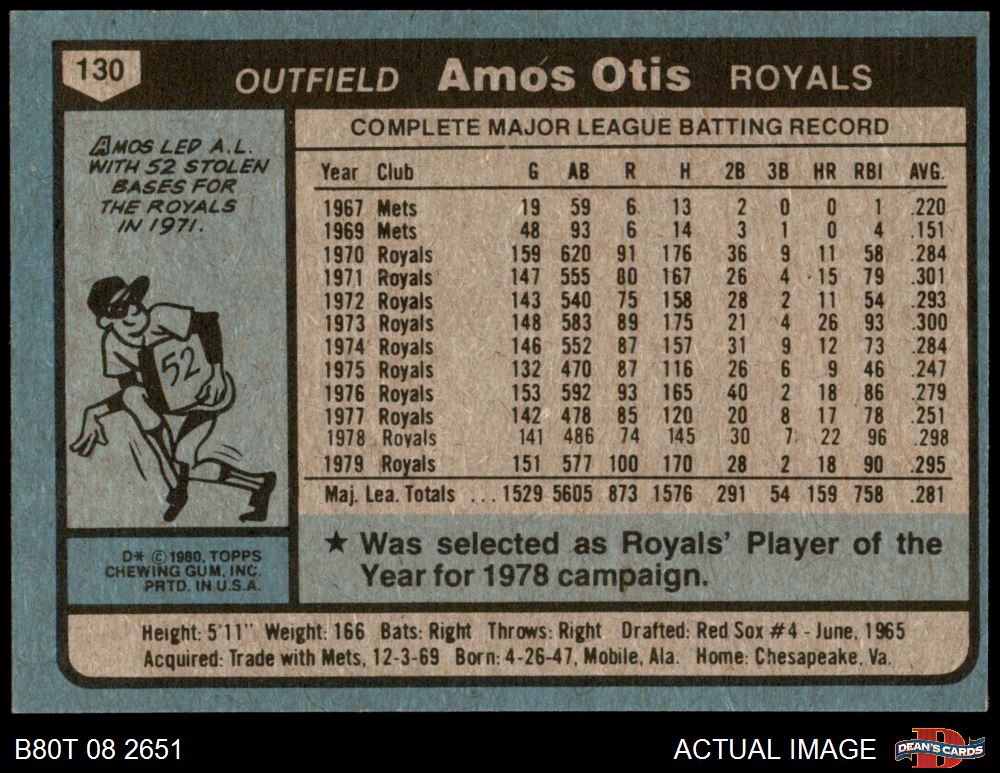 130
OUTFIELD Amos Otis ROYALS
AMOS LED A.L.
WITH 52 STOLEN
BASES FOR
THE ROYALS
IN 1971.
52
D* © 1980, TOPPS
CHEWING GUM, INC.
PRTD. IN U.S.A.
COMPLETE MAJOR LEAGUE BATTING RECORD
Year Club G AB R H 2B 3B HR RBI AVG.
1967 Mets 19 59 6 13 2 0 0 1 .220
1969 Mets 48 93 6 14 3 1 0 4 .151
1970 Royals 159 620 91 176 36 9 11 58 .284
1971 Royals 147 555 80 167 26 4 15 79 .301
1972 Royals 143 540 75 158 28 2 11 54 .293
1973 Royals 148 583 89 175 21 4 26 93 .300
1974 Royals 146 552 87 157 31 9 12 73 .284
1975 Royals 132 470 87 116 26 6 9 46 .247
1976 Royals 153 592 93 165 40 2 18 86 .279
1977 Royals 142 478 85 120 20 8 17 78 .251
1978 Royals 141 486 74 145 30 7 22 96 .298
1979 Royals 151 577 100 170 28 2 18 90 .295
Maj. Lea. Totals ... 1529 5605 873 1576 291 54 159 758 .281
★ Was selected as Royals' Player of the
Year for 1978 campaign.
Height: 5'11" Weight: 166 Bats: Right Throws: Right Drafted: Red Sox #4 - June, 1965
Acquired: Trade with Mets, 12-3-69 Born: 4-26-47, Mobile, Ala. Home: Chesapeake, Va.
B80T 08 2651
ACTUAL IMAGE
D
DEAN'S CARDS